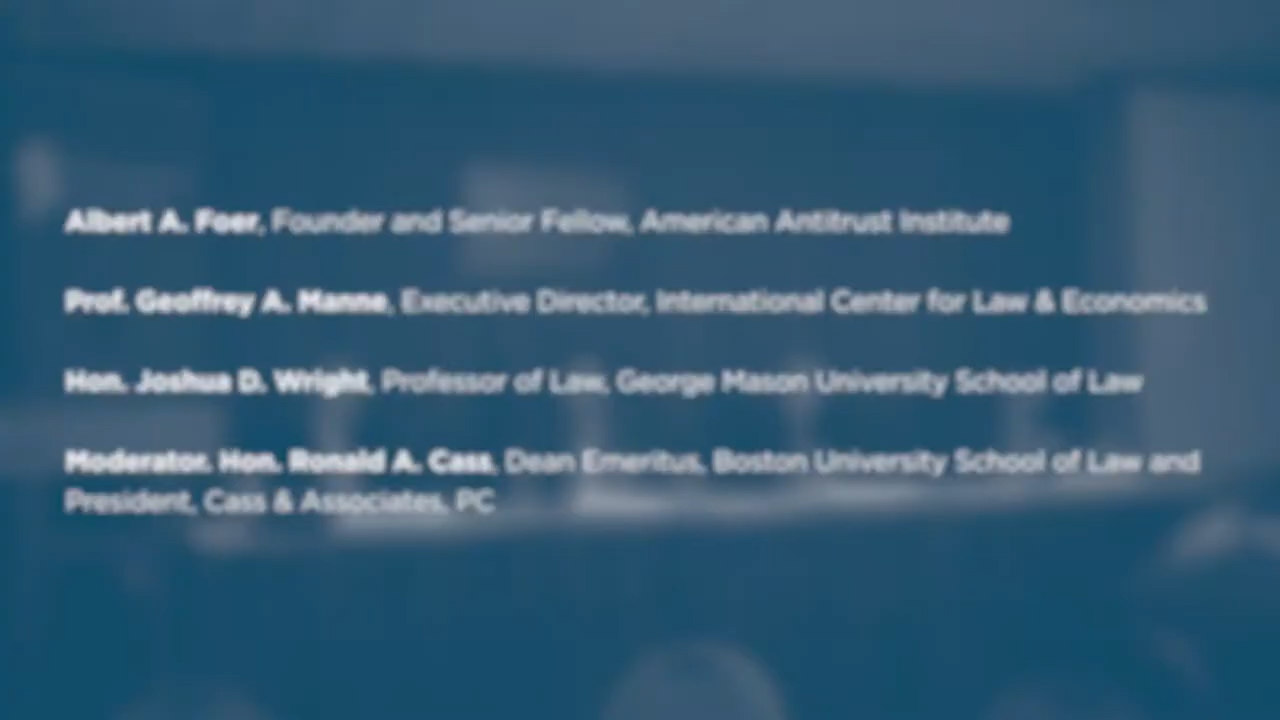 Albert A. Foer, Founder and Senior Fellow, American Antitrust Institute
Prof. Geoffrey A. Manne, Executive Director, International Center for Law & Economics
Hon. Joshua D. Wright, Professor of Law, George Mason University School of Law
Moderator. Hon. Ronald A. Cass, Dean Emeritus, Boston University School of Law and
President, Cass & Associates, PC